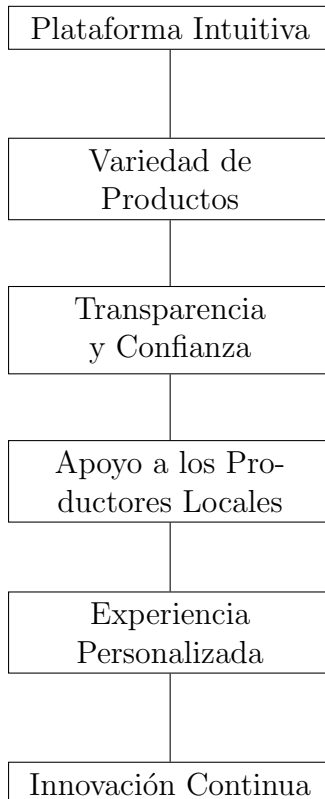 Plataforma Intuitiva
Variedad de
Productos
Transparencia
y Confianza
Apoyo a los Pro-
ductores Locales
Experiencia
Personalizada
Innovación Continua